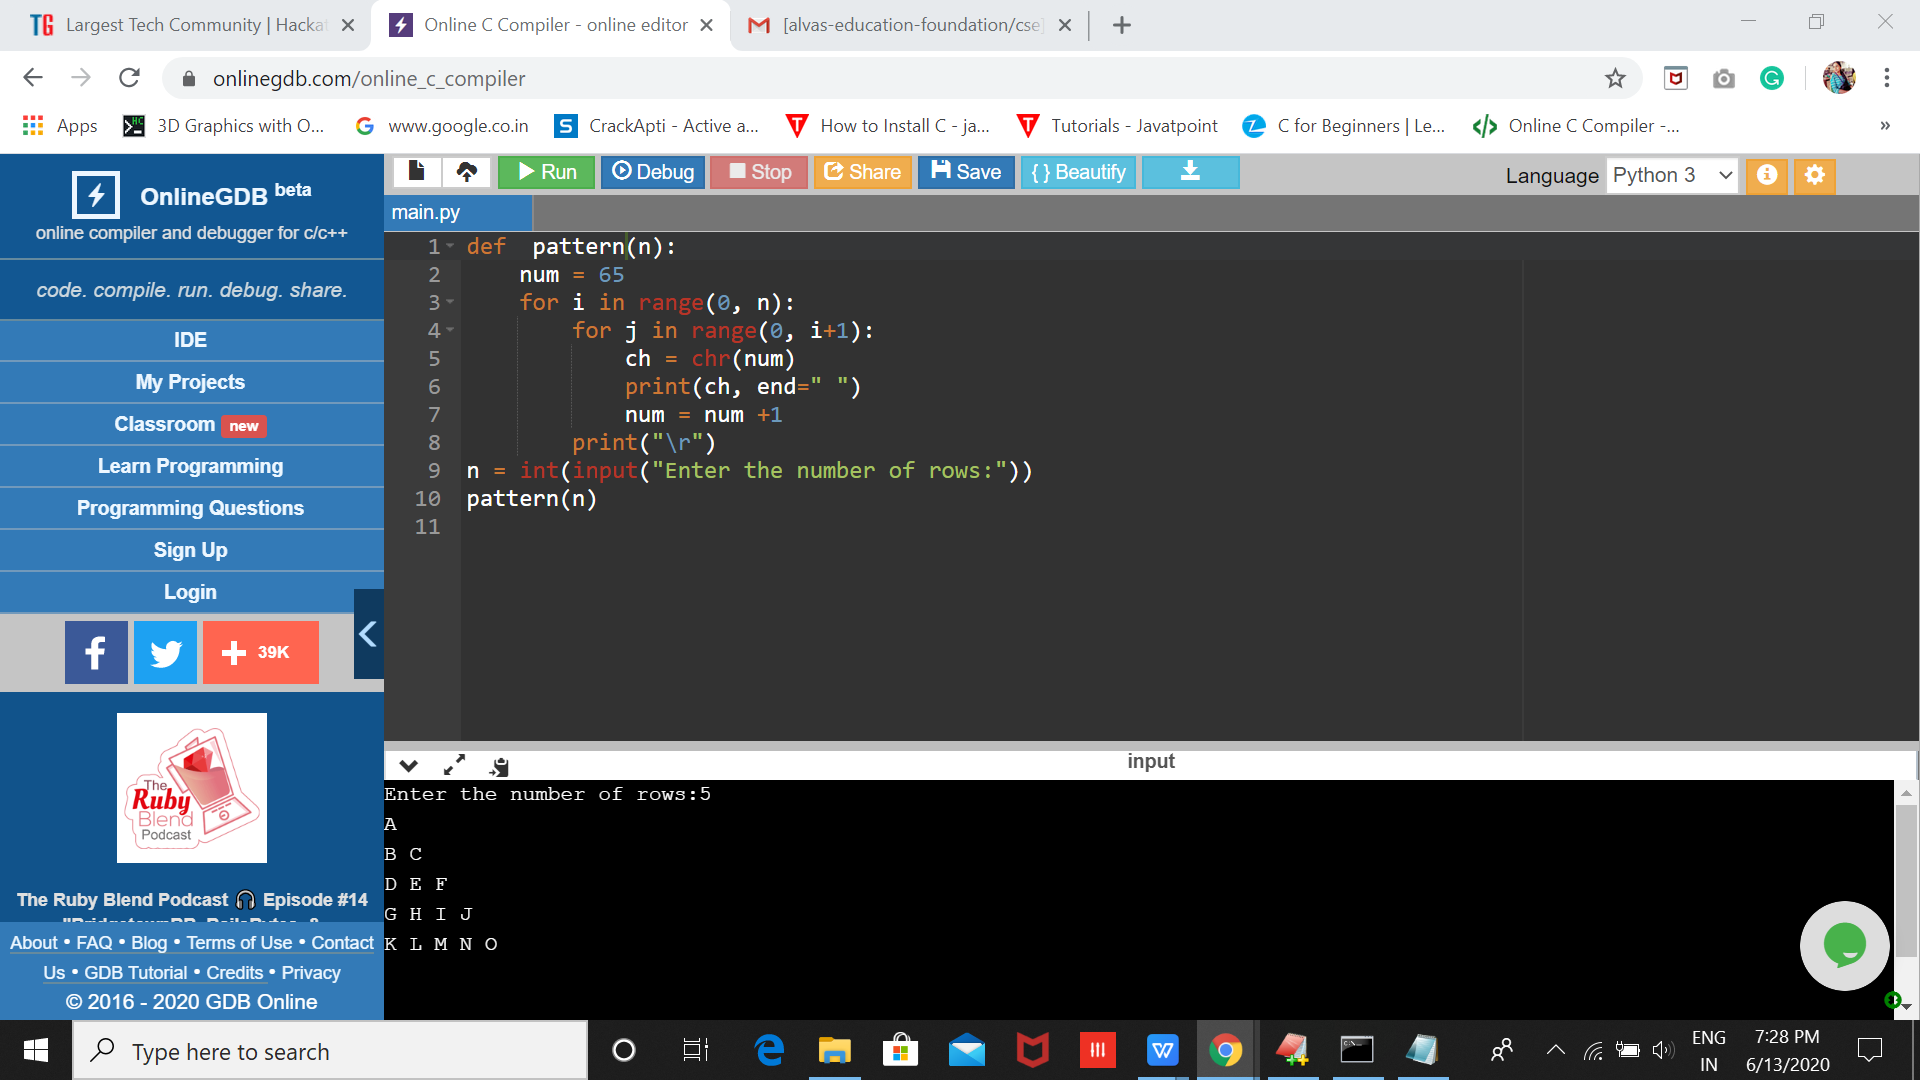 TG Largest Tech Community | Hackat
Online C Compiler - online editor
[alvas-education-foundation/cse]
onlinegdb.com/online_c_compiler
Apps
3D Graphics with O...
www.google.co.in
CrackApti - Active a...
How to Install C - ja...
Tutorials - Javatpoint
C for Beginners | Le...
Online C Compiler -...
»
OnlineGDB beta
online compiler and debugger for c/c++
code. compile. run. debug. share.
IDE
My Projects
Classroom new
Learn Programming
Programming Questions
Sign Up
Login
39K
The
Ruby
Blend
Podcast
The Ruby Blend Podcast 🎧 Episode #14
About • FAQ • Blog • Terms of Use • Contact
Us • GDB Tutorial • Credits • Privacy
© 2016 - 2020 GDB Online
Run Debug Stop Share Save { } Beautify
Language Python 3
main.py
1 def  pattern(n):
2     num = 65
3     for i in range(0, n):
4         for j in range(0, i+1):
5             ch = chr(num)
6             print(ch, end=" ")
7             num = num +1
8         print("\r")
9 n = int(input("Enter the number of rows:"))
10 pattern(n)
11
input
Enter the number of rows:5
A
B C
D E F
G H I J
K L M N O
Type here to search
ENG
IN
7:28 PM
6/13/2020